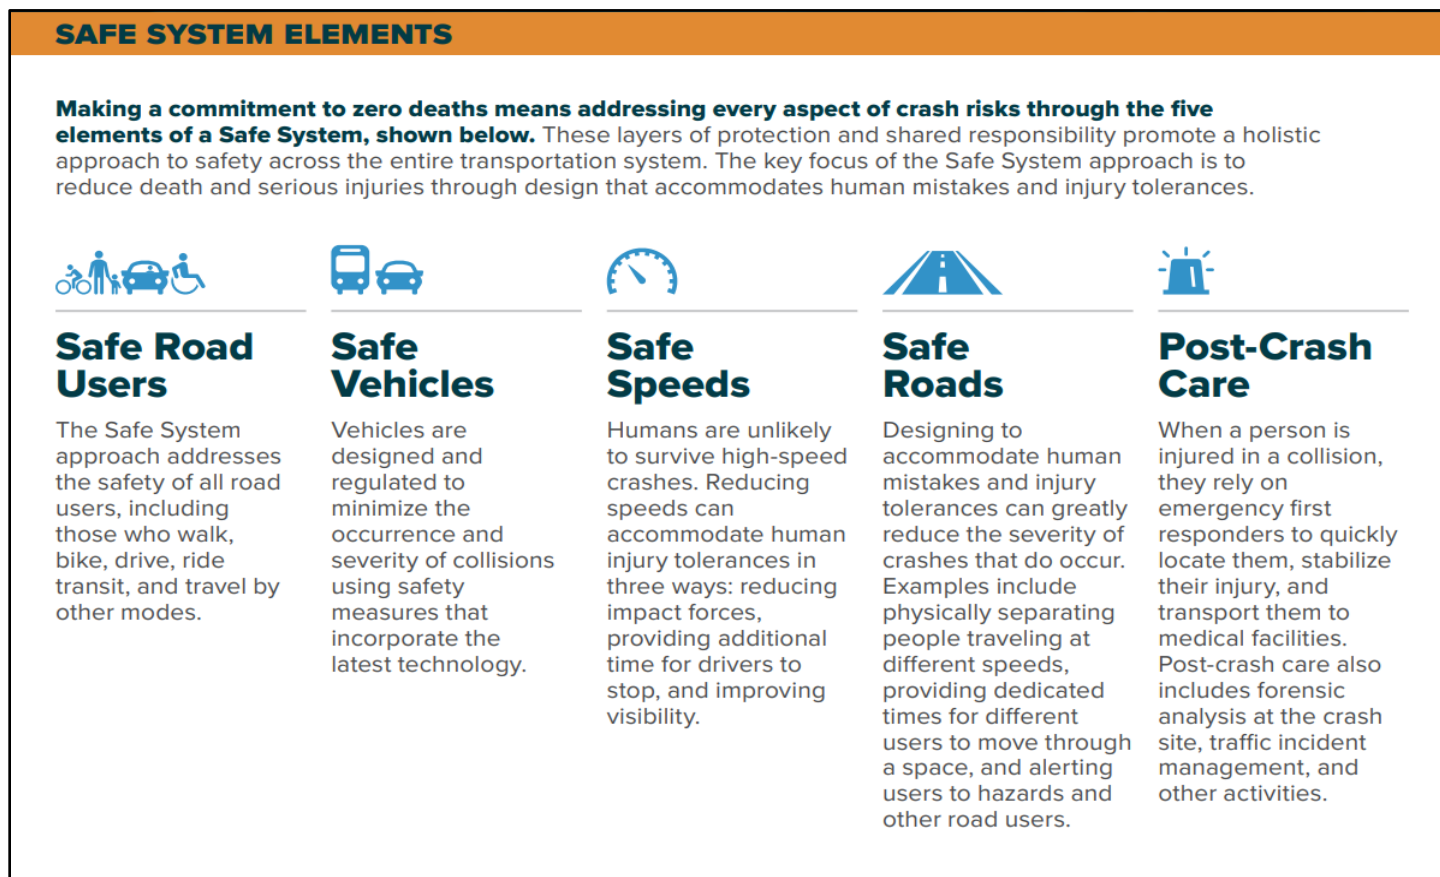 SAFE SYSTEM ELEMENTS
Making a commitment to zero deaths means addressing every aspect of crash risks through the five
elements of a Safe System, shown below. These layers of protection and shared responsibility promote a holistic
approach to safety across the entire transportation system. The key focus of the Safe System approach is to
reduce death and serious injuries through design that accommodates human mistakes and injury tolerances.
Safe Road
Users
The Safe System
approach addresses
the safety of all road
users, including
those who walk,
bike, drive, ride
transit, and travel by
other modes.
Safe
Vehicles
Vehicles are
designed and
regulated to
minimize the
occurrence and
severity of collisions
using safety
measures that
incorporate the
latest technology.
Safe
Speeds
Humans are unlikely
to survive high-speed
crashes. Reducing
speeds can
accommodate human
injury tolerances in
three ways: reducing
impact forces,
providing additional
time for drivers to
stop, and improving
visibility.
Safe
Roads
Designing to
accommodate human
mistakes and injury
tolerances can greatly
reduce the severity of
crashes that do occur.
Examples include
physically separating
people traveling at
different speeds,
providing dedicated
times for different
users to move through
a space, and alerting
users to hazards and
other road users.
Post-Crash
Care
When a person is
injured in a collision,
they rely on
emergency first
responders to quickly
locate them, stabilize
their injury, and
transport them to
medical facilities.
Post-crash care also
includes forensic
analysis at the crash
site, traffic incident
management, and
other activities.